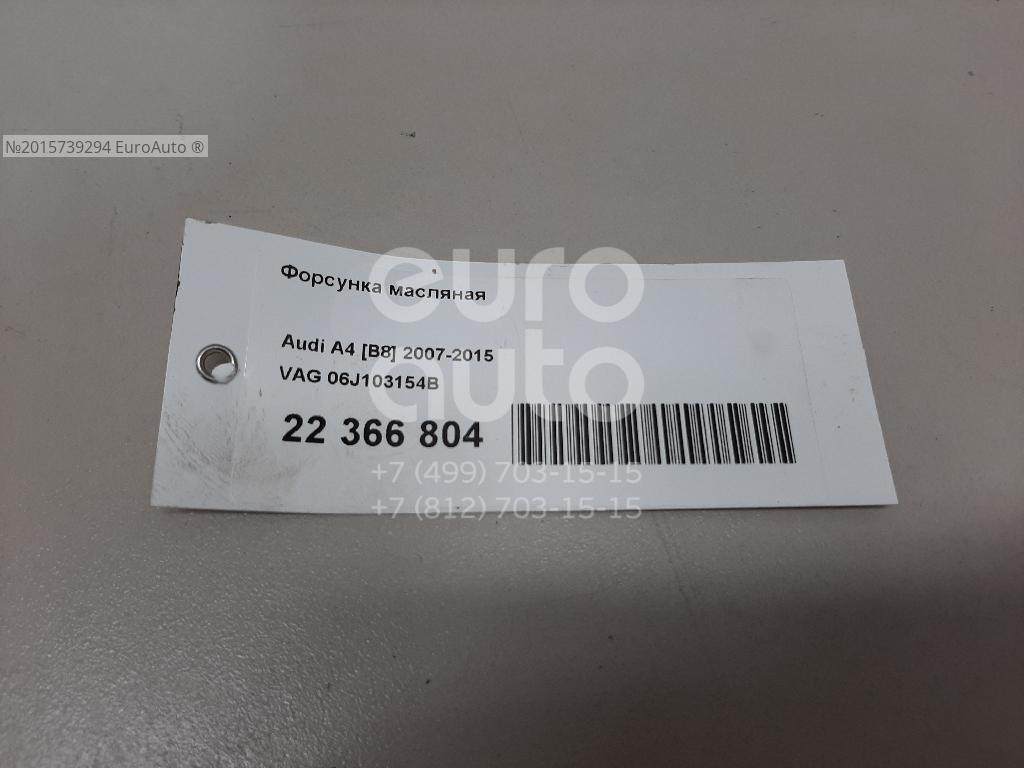 №2015739294 EuroAuto ®
Форсунка масляная
euro
auto
Audi A4 [B8] 2007-2015
VAG 06J103154B
22 366 804
+7 (499) 703-15-15
+7 (812) 703-15-15